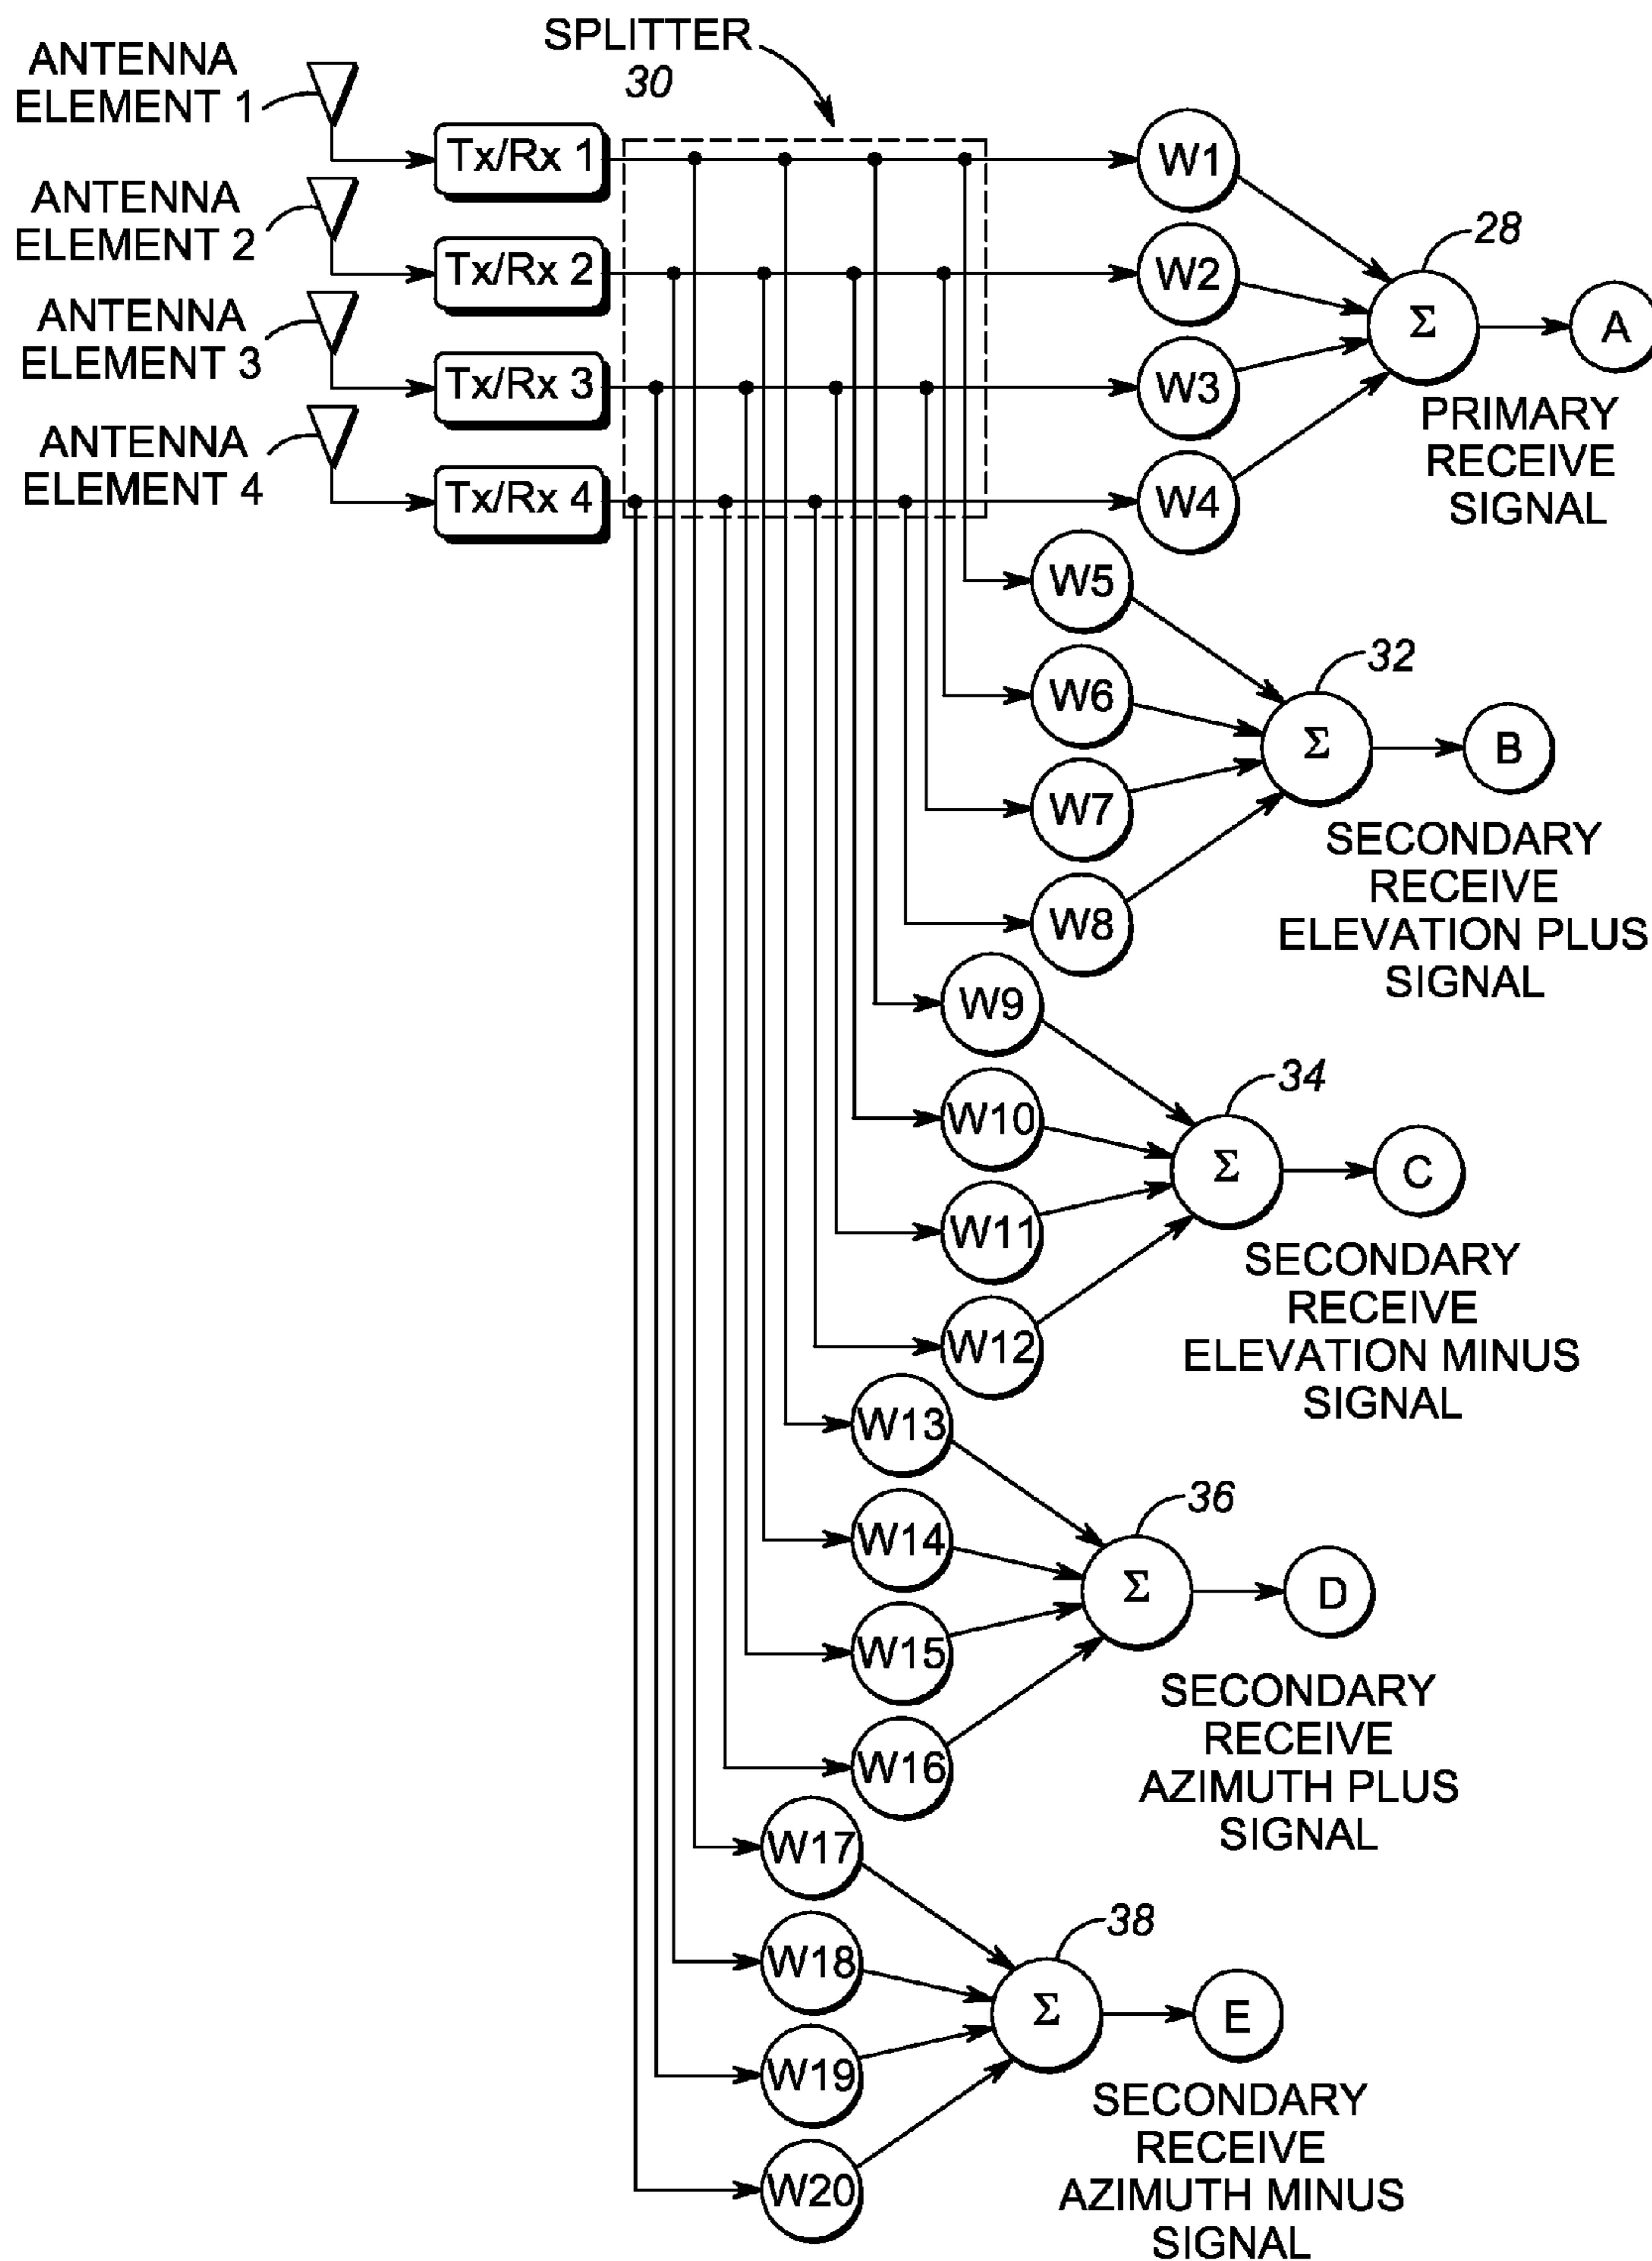 SPLITTER
30
ANTENNA
ELEMENT 1
Tx/Rx 1
W1
ANTENNA
ELEMENT 2
Tx/Rx 2
W2
28
Σ
A
ANTENNA
ELEMENT 3
Tx/Rx 3
W3
PRIMARY
RECEIVE
SIGNAL
ANTENNA
ELEMENT 4
Tx/Rx 4
W4
W5
W6
W7
W8
32
Σ
B
SECONDARY
RECEIVE
ELEVATION PLUS
SIGNAL
W9
W10
W11
W12
34
Σ
C
SECONDARY
RECEIVE
ELEVATION MINUS
SIGNAL
W13
W14
W15
W16
36
Σ
D
SECONDARY
RECEIVE
AZIMUTH PLUS
SIGNAL
W17
W18
W19
W20
38
Σ
E
SECONDARY
RECEIVE
AZIMUTH MINUS
SIGNAL